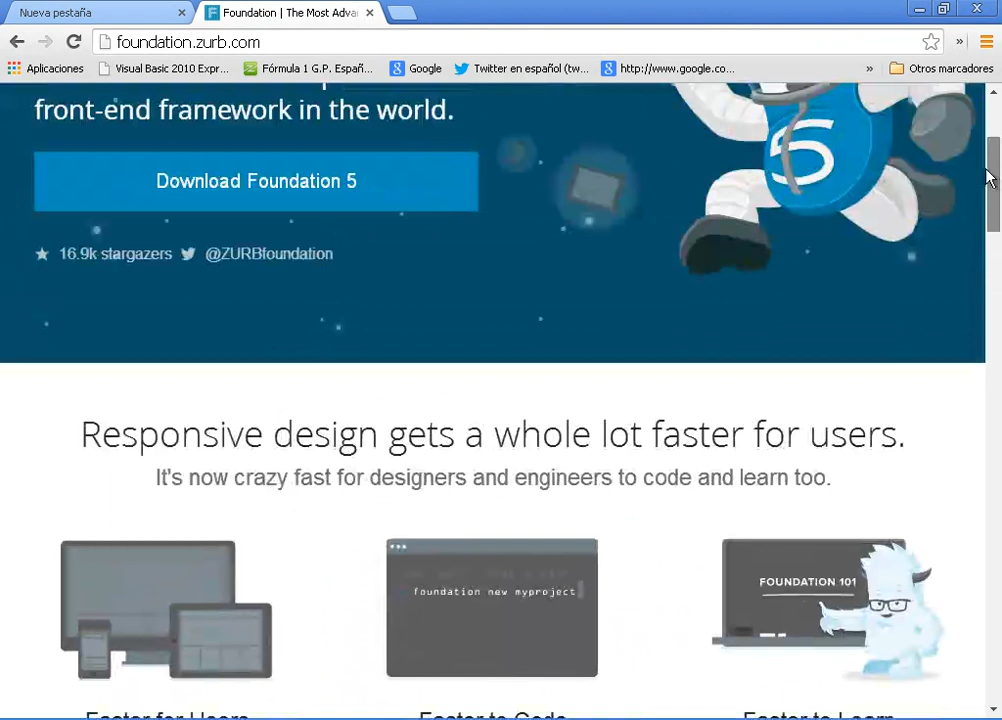 Nueva pestaña
Foundation | The Most Adva
foundation.zurb.com
Aplicaciones
Visual Basic 2010 Expr...
Fórmula 1 G.P. Españ...
Google
Twitter en español (tw...
http://www.google.co...
»
Otros marcadores
front-end framework in the world.
Download Foundation 5
5
16.9k stargazers
@ZURBfoundation
Responsive design gets a whole lot faster for users.
It's now crazy fast for designers and engineers to code and learn too.
foundation new myproject
FOUNDATION 101
Faster for Users
Faster to Code
Faster to Learn